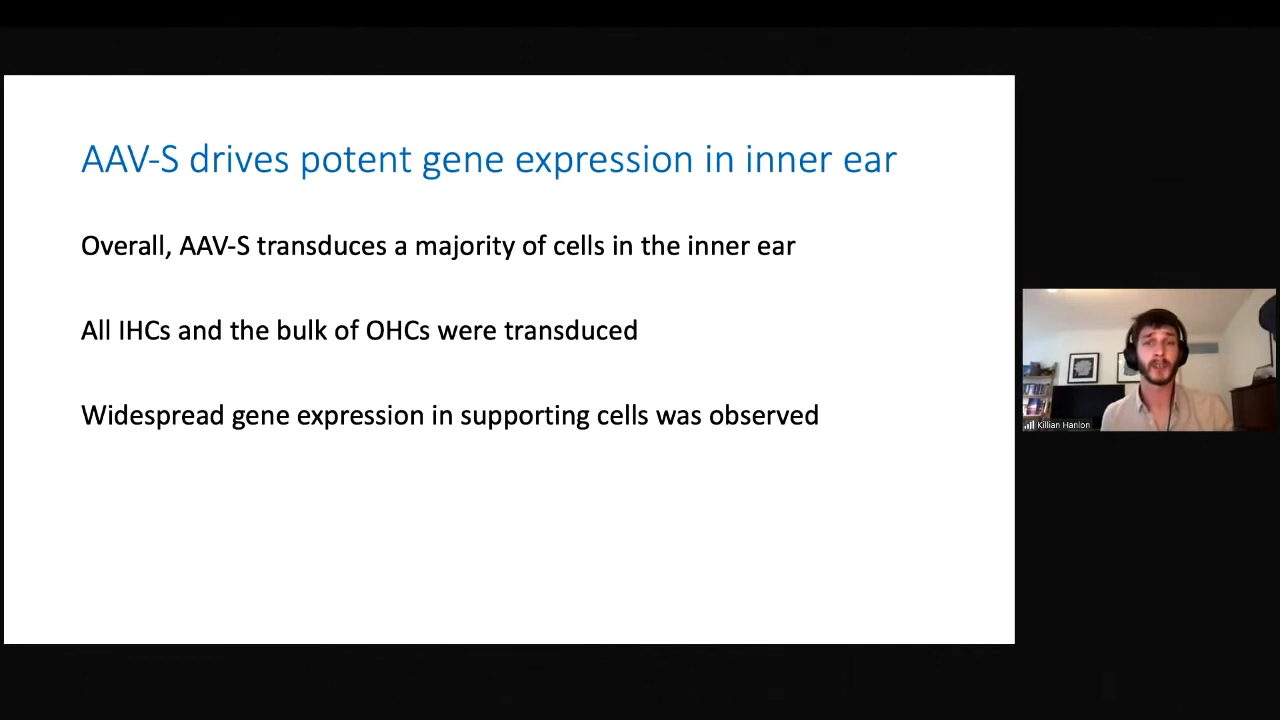 AAV-S drives potent gene expression in inner ear
Overall, AAV-S transduces a majority of cells in the inner ear
All IHCs and the bulk of OHCs were transduced
Widespread gene expression in supporting cells was observed
Killian Hanlon